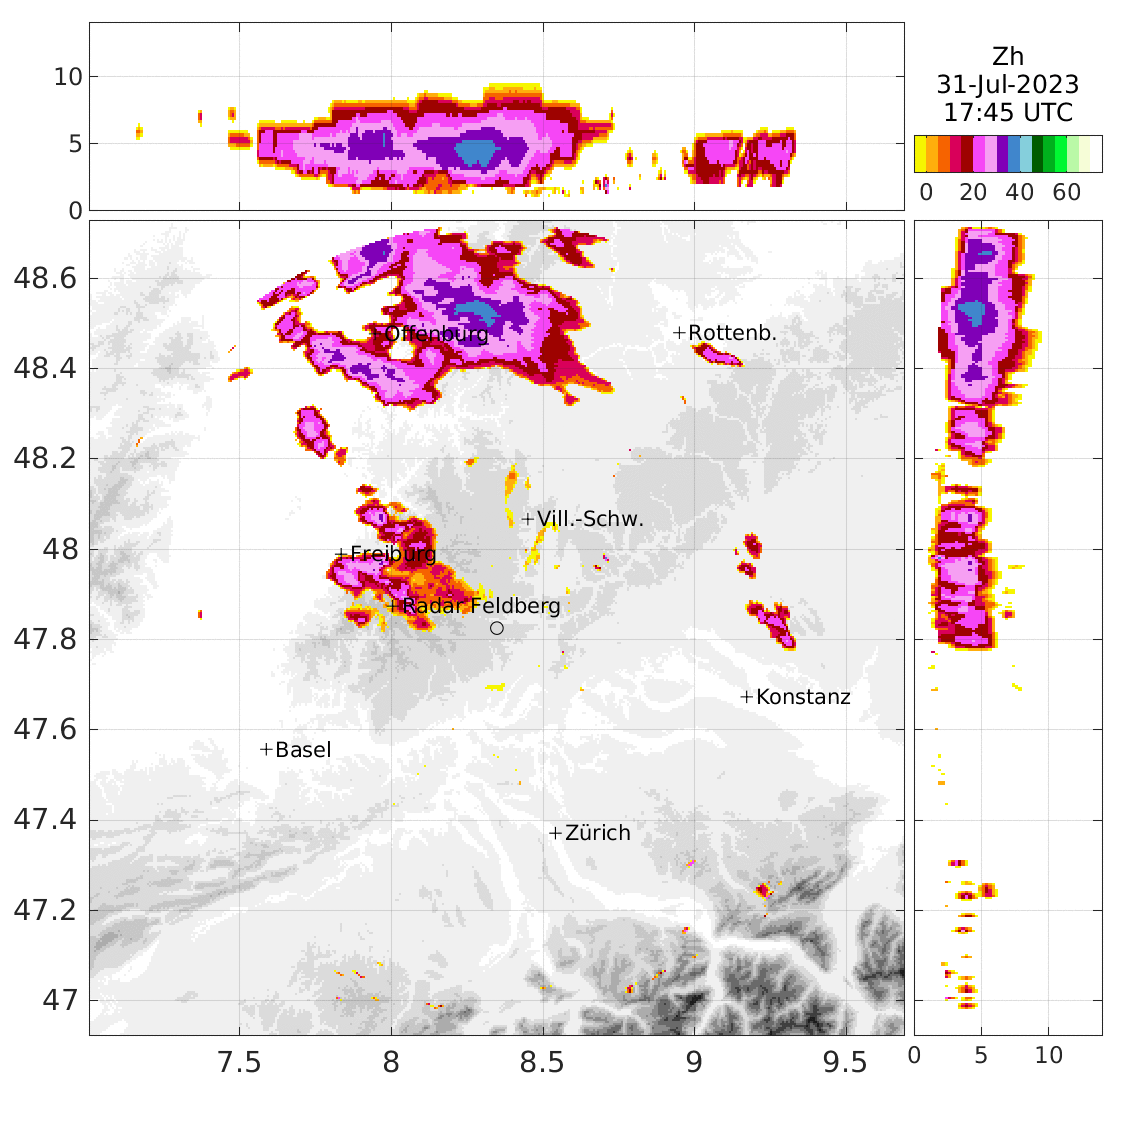 10
5
0
Zh
31-Jul-2023
17:45 UTC
0 20 40 60
48.6
48.4
48.2
48
47.8
47.6
47.4
47.2
47
Offenburg
Rottenb.
Vill.-Schw.
Freiburg
Radar Feldberg
Konstanz
Basel
Zürich
7.5 8 8.5 9 9.5
0 5 10